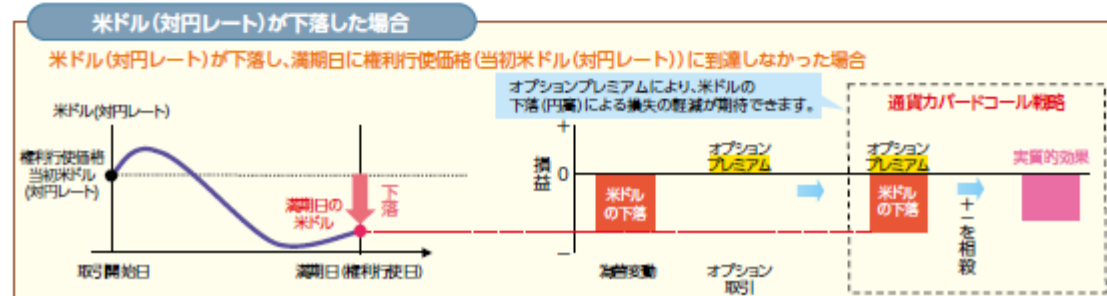 米ドル(対円レート)が下落した場合
米ドル(対円レート)が下落し、満期日に権利行使価格(当初米ドル(対円レート))に到達しなかった場合
オプションプレミアムにより、米ドルの
下落(円高)による損失の軽減が期待できます。
米ドル(対円レート)
権利行使価格
当初米ドル
(対円レート)
満期日の
米ドル
下落
取引開始日
満期日(権利行使日)
損益
+
0
−
米ドル
の下落
オプション
プレミアム
為替変動
オプション
取引
通貨カバードコール戦略
オプション
プレミアム
米ドル
の下落
+−を相殺
実質的効果